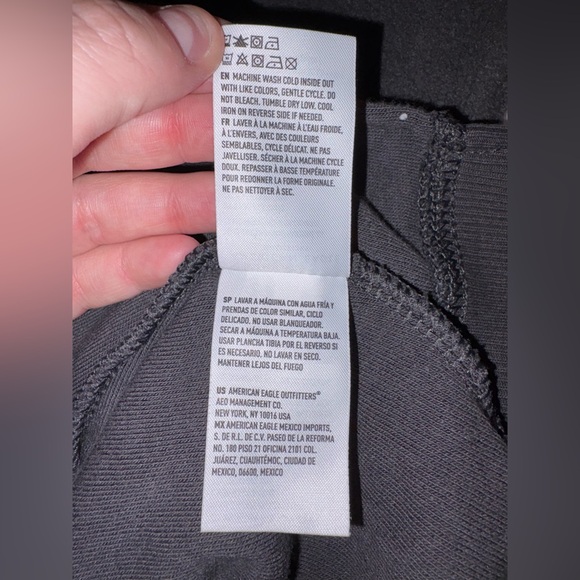 EN MACHINE WASH COLD INSIDE OUT
WITH LIKE COLORS, GENTLE CYCLE. DO
NOT BLEACH. TUMBLE DRY LOW. COOL
IRON ON REVERSE SIDE IF NEEDED.
FR LAVER À LA MACHINE À L'EAU FROIDE,
À L'ENVERS, AVEC DES COULEURS
SEMBLABLES, CYCLE DÉLICAT. NE PAS
JAVELLISER. SÉCHER À LA MACHINE CYCLE
DOUX. REPASSER À BASSE TEMPÉRATURE
POUR REDONNER LA FORME ORIGINALE.
NE PAS NETTOYER À SEC.
SP LAVAR A MÁQUINA CON AGUA FRÍA Y
PRENDAS DE COLOR SIMILAR, CICLO
DELICADO. NO USAR BLANQUEADOR.
SECAR A MÁQUINA A TEMPERATURA BAJA.
USAR PLANCHA TIBIA POR EL REVERSO SI
ES NECESARIO. NO LAVAR EN SECO.
MANTENER LEJOS DEL FUEGO
US AMERICAN EAGLE OUTFITTERS®
AEO MANAGEMENT CO.
NEW YORK, NY 10016 USA
MX AMERICAN EAGLE MEXICO IMPORTS,
S. DE R.L. DE C.V. PASEO DE LA REFORMA
NO. 180 PISO 21 OFICINA 2101 COL.
JUÁREZ, CUAUHTÉMOC, CIUDAD DE
MEXICO, 06600, MEXICO